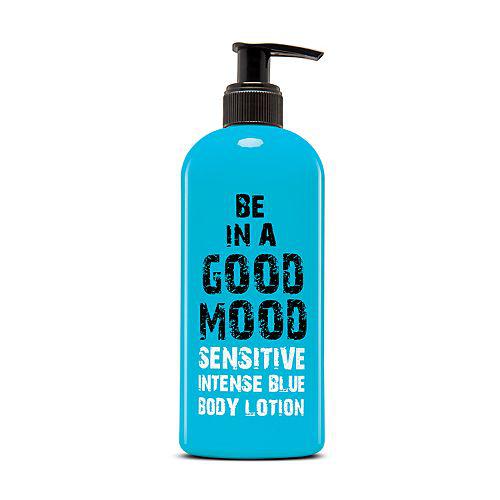 BE
IN A
GOOD
MOOD
SENSITIVE
INTENSE BLUE
BODY LOTION